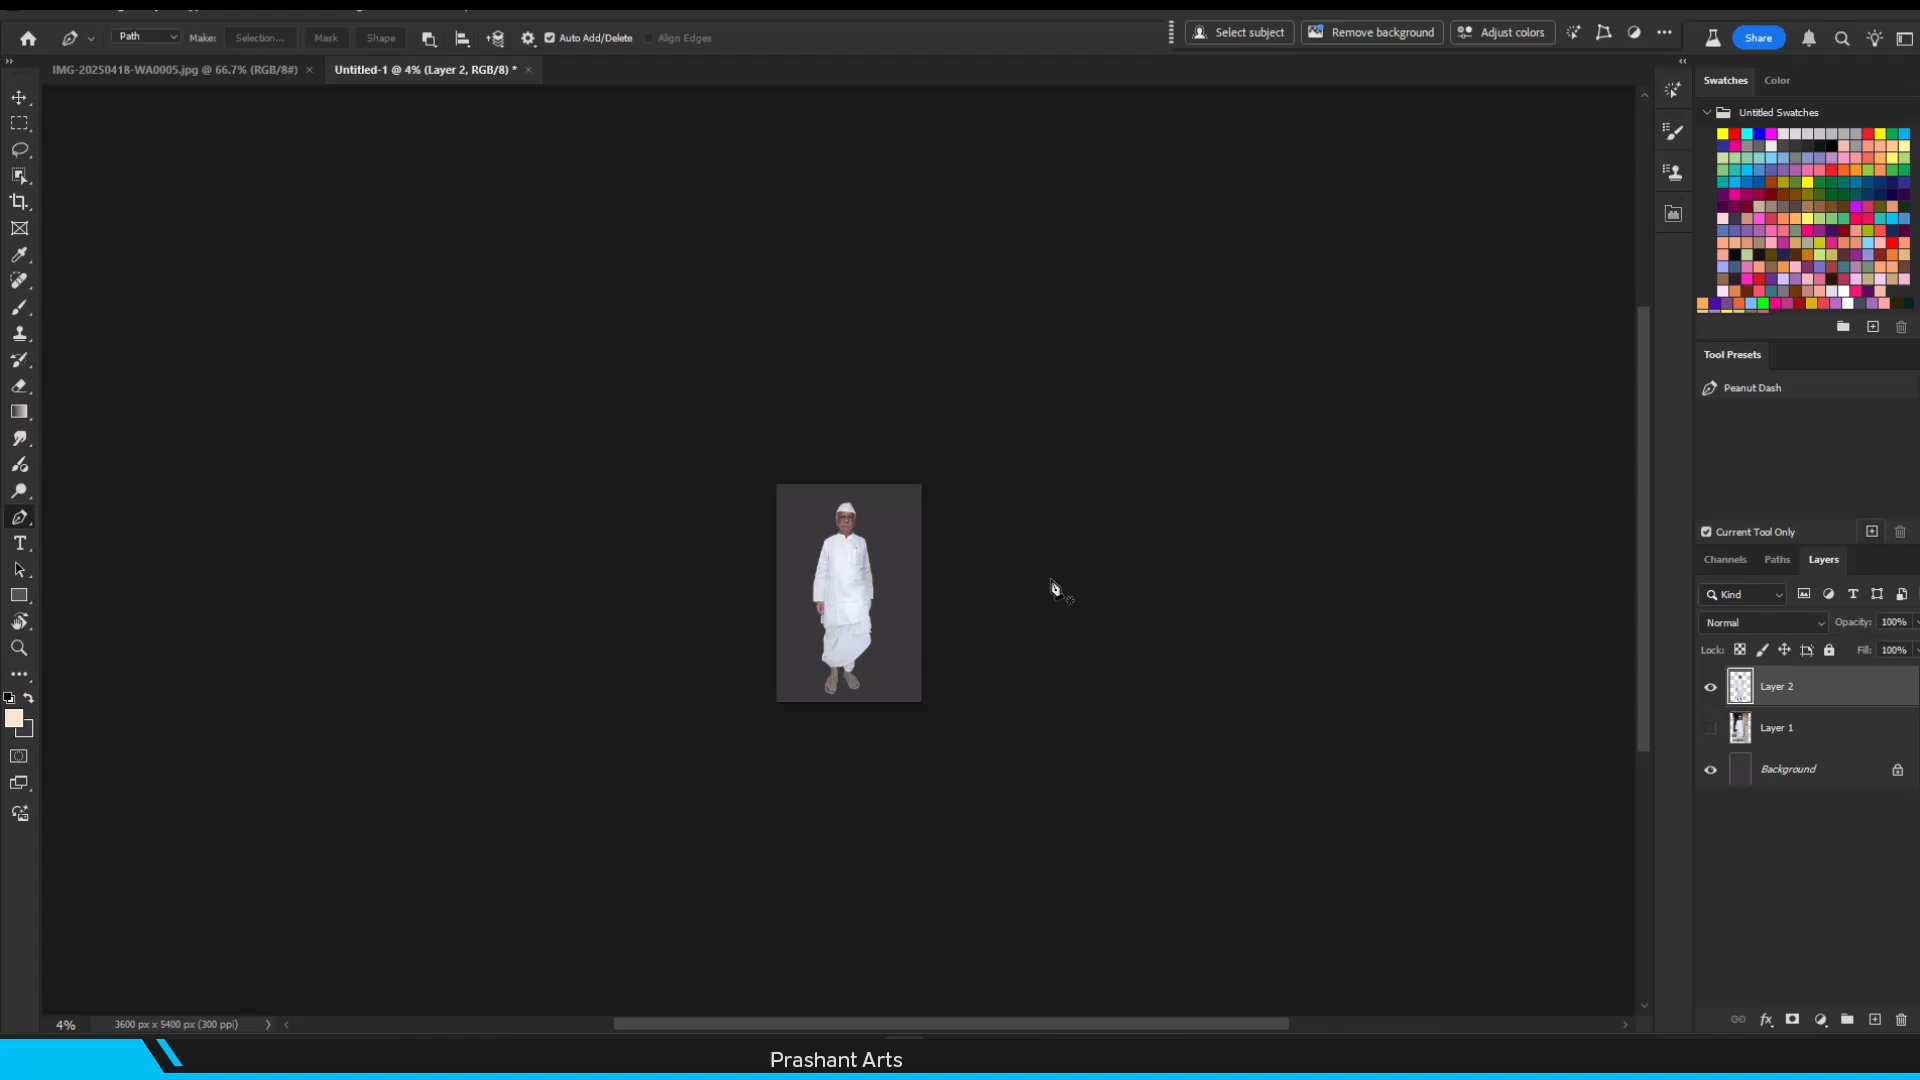 Path
Make:
Selection...
Mask
Shape
Auto Add/Delete
Align Edges
Select subject
Remove background
Adjust colors
Share
IMG-20250418-WA0005.jpg @ 66.7% (RGB/8#)
Untitled-1 @ 4% (Layer 2, RGB/8) *
Swatches
Color
Untitled Swatches
Tool Presets
Peanut Dash
Current Tool Only
Channels
Paths
Layers
Kind
Normal
Opacity: 100%
Lock:
Fill: 100%
Layer 2
Layer 1
Background
4%
3600 px x 5400 px (300 ppi)
Prashant Arts